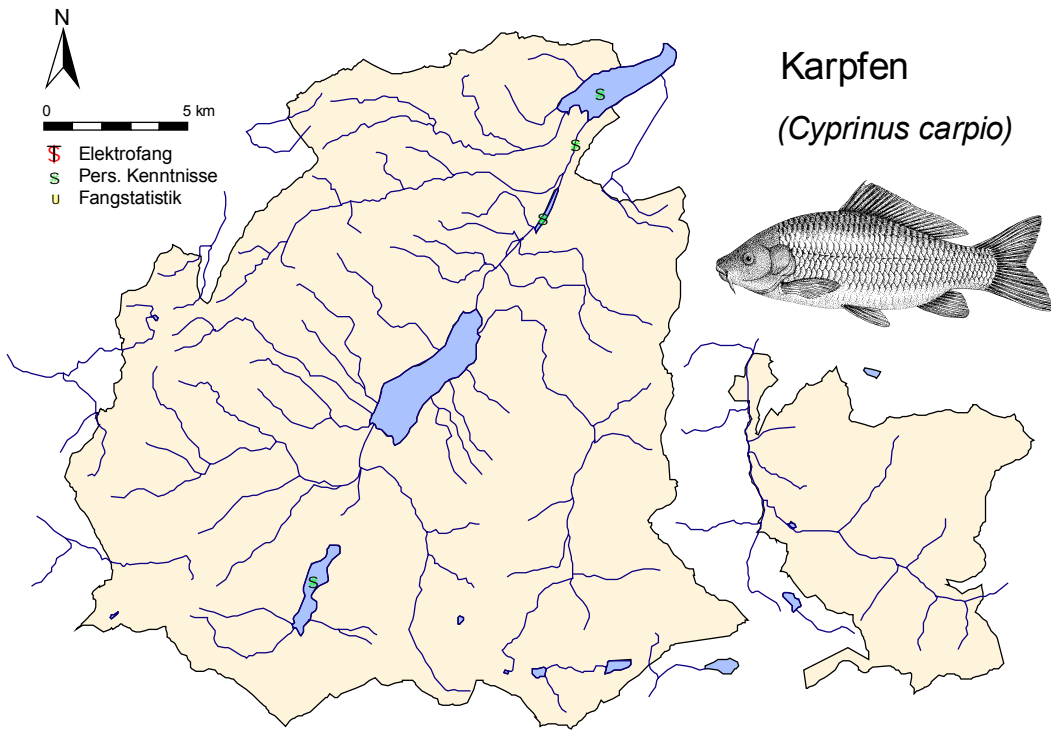 N
0 5 km
Elektrofang
S Pers. Kenntnisse
u Fangstatistik
Karpfen
(Cyprinus carpio)
S
S
S
S